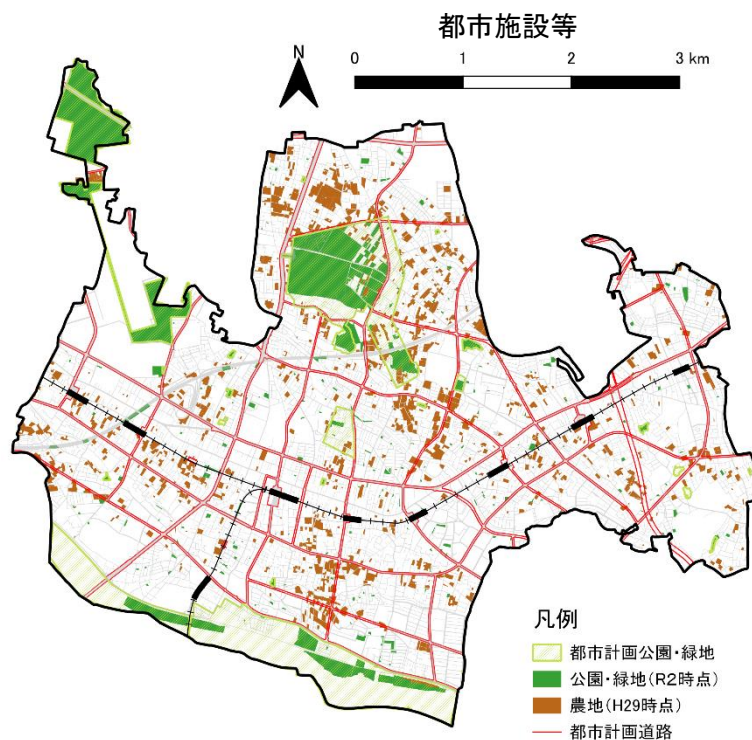 都市施設等
0 1 2 3 km
N
凡例
都市計画公園・緑地
公園・緑地(R2時点)
農地(H29時点)
都市計画道路